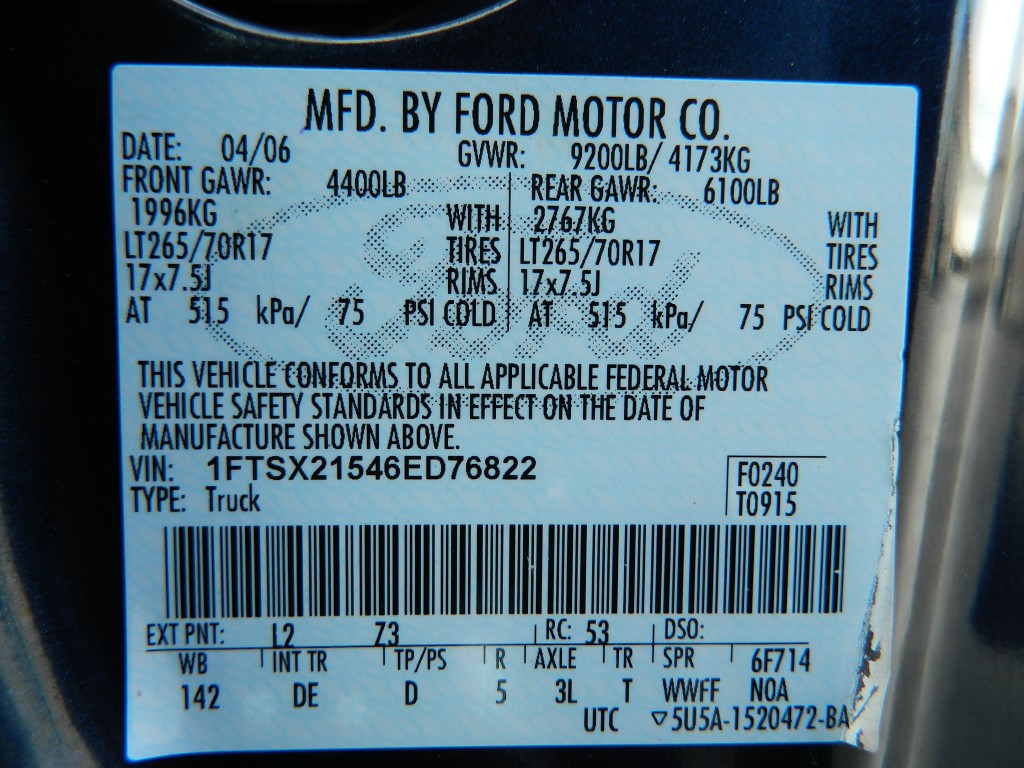 MFD. BY FORD MOTOR CO.
DATE: 04/06 GVWR: 9200LB/ 4173KG
FRONT GAWR: 4400LB REAR GAWR: 6100LB
1996KG WITH 2767KG WITH
LT265/70R17 TIRES LT265/70R17 TIRES
17x7.5J RIMS 17x7.5J RIMS
AT 515 kPa/ 75 PSI COLD AT 515 kPa/ 75 PSI COLD
Ford
THIS VEHICLE CONFORMS TO ALL APPLICABLE FEDERAL MOTOR
VEHICLE SAFETY STANDARDS IN EFFECT ON THE DATE OF
MANUFACTURE SHOWN ABOVE.
VIN: 1FTSX21546ED76822 F0240
TYPE: Truck T0915
EXT PNT: L2 Z3 RC: 53 DSO:
WB INT TR TP/PS R AXLE TR SPR 6F714
142 DE D 5 3L T WWFF NOA
UTC ▽5U5A-1520472-BA